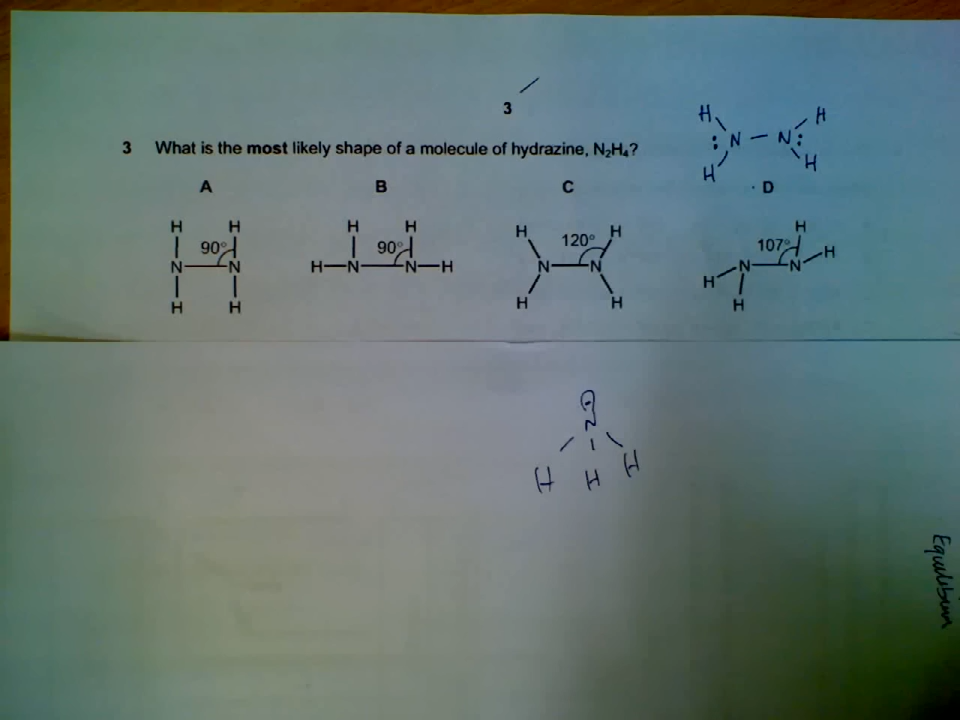 3
3 What is the most likely shape of a molecule of hydrazine, N₂H₄?
H H
: N — N :
H H
A B C D
H H H H H H H
90° 90° 120° 107° H
N N H N N H N N H N N
H H H H H H
N
H H H
Equilibrium